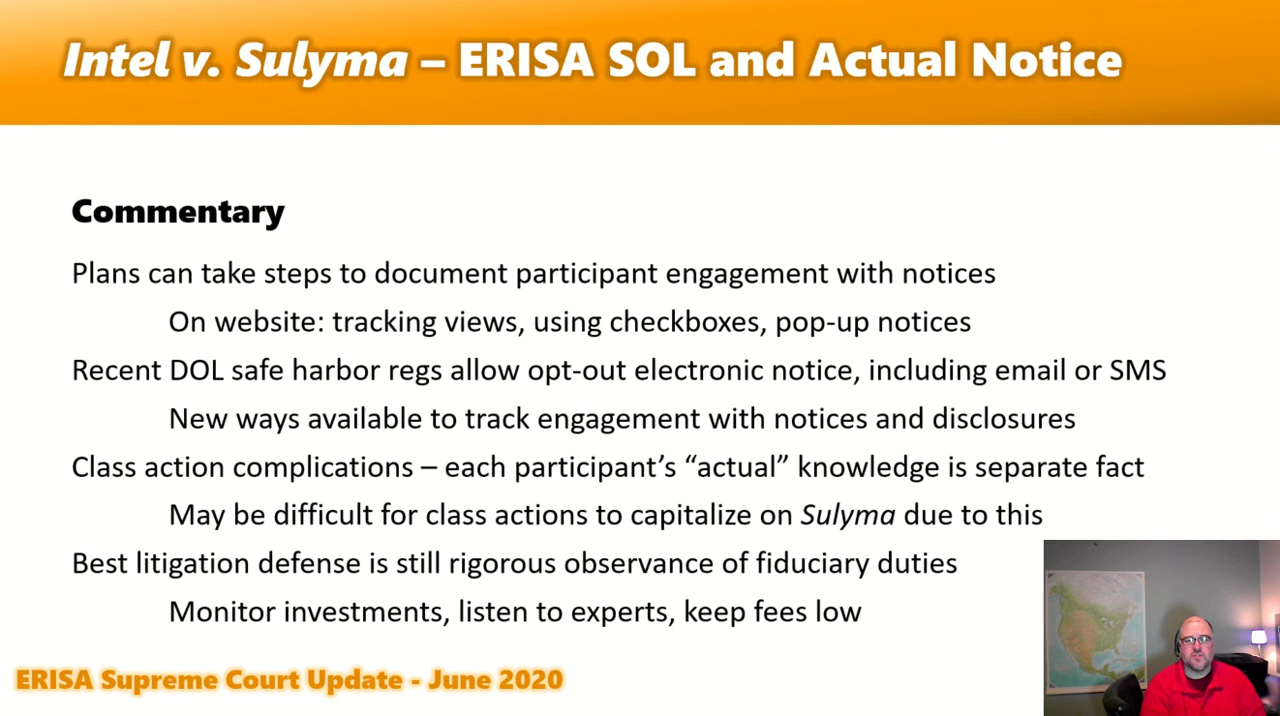 Intel v. Sulyma – ERISA SOL and Actual Notice
Commentary
Plans can take steps to document participant engagement with notices
On website: tracking views, using checkboxes, pop-up notices
Recent DOL safe harbor regs allow opt-out electronic notice, including email or SMS
New ways available to track engagement with notices and disclosures
Class action complications – each participant’s “actual” knowledge is separate fact
May be difficult for class actions to capitalize on Sulyma due to this
Best litigation defense is still rigorous observance of fiduciary duties
Monitor investments, listen to experts, keep fees low
ERISA Supreme Court Update - June 2020